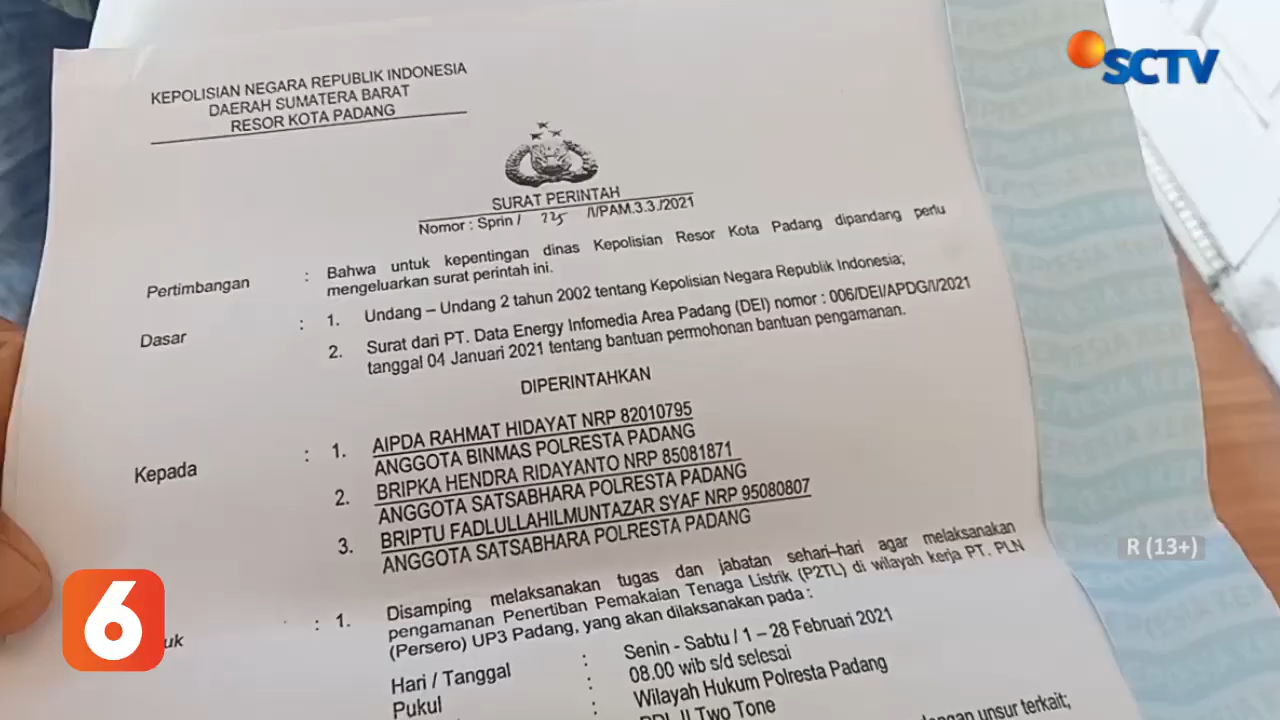 SCTV
KEPOLISIAN NEGARA REPUBLIK INDONESIA
DAERAH SUMATERA BARAT
RESOR KOTA PADANG
SURAT PERINTAH
Nomor : Sprin / 225 /I/PAM.3.3./2021
Pertimbangan : Bahwa untuk kepentingan dinas Kepolisian Resor Kota Padang dipandang perlu
mengeluarkan surat perintah ini.
Dasar : 1. Undang – Undang 2 tahun 2002 tentang Kepolisian Negara Republik Indonesia;
2. Surat dari PT. Data Energy Infomedia Area Padang (DEI) nomor : 006/DEI/APDG/I/2021
tanggal 04 Januari 2021 tentang bantuan permohonan bantuan pengamanan.
DIPERINTAHKAN
Kepada : 1. AIPDA RAHMAT HIDAYAT NRP 82010795
ANGGOTA BINMAS POLRESTA PADANG
2. BRIPKA HENDRA RIDAYANTO NRP 85081871
ANGGOTA SATSABHARA POLRESTA PADANG
3. BRIPTU FADLULLAHILMUNTAZAR SYAF NRP 95080807
ANGGOTA SATSABHARA POLRESTA PADANG
uk : 1. Disamping melaksanakan tugas dan jabatan sehari–hari agar melaksanakan
pengamanan Penertiban Pemakaian Tenaga Listrik (P2TL) di wilayah kerja PT. PLN
(Persero) UP3 Padang, yang akan dilaksanakan pada :
Hari / Tanggal : Senin - Sabtu / 1 – 28 Februari 2021
Pukul : 08.00 wib s/d selesai
: Wilayah Hukum Polresta Padang
II Two Tone
dengan unsur terkait;
R (13+)
6